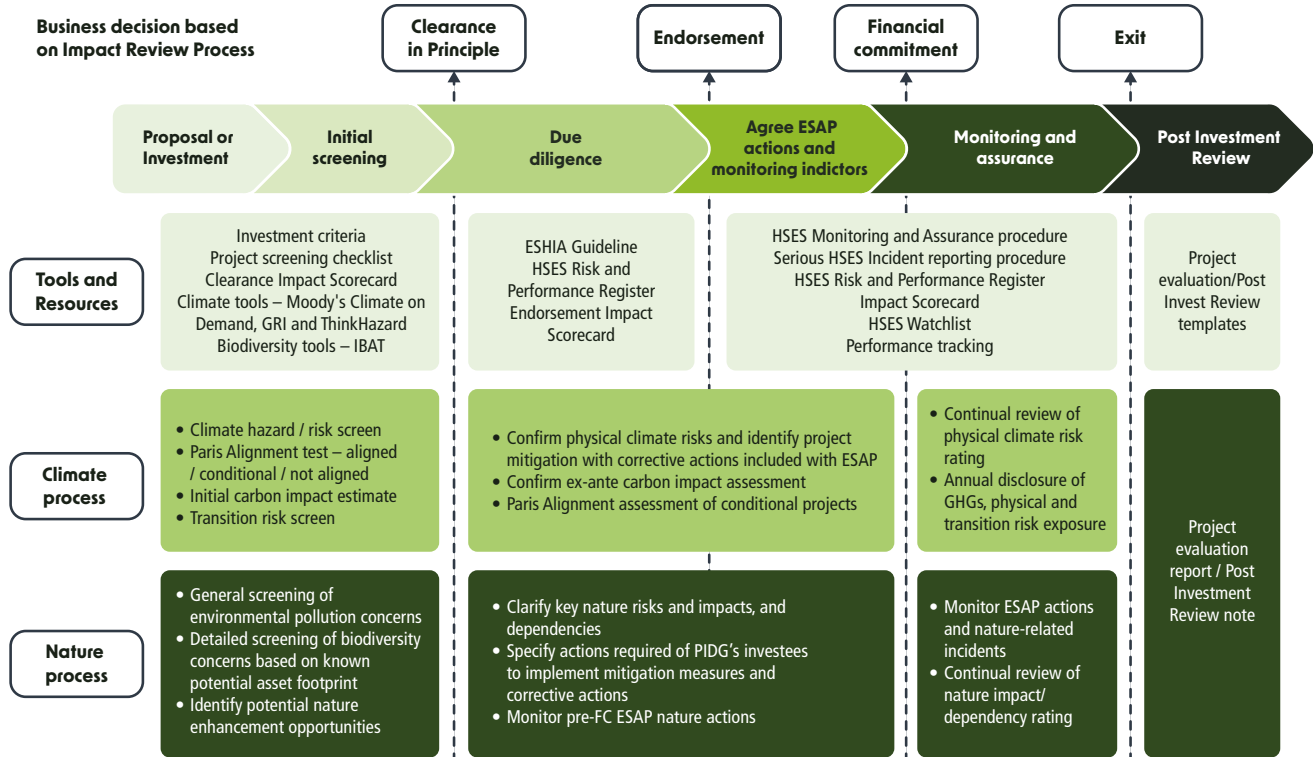 Business decision based
on Impact Review Process
Clearance
in Principle
Endorsement
Financial
commitment
Exit
Proposal or
Investment
Initial
screening
Due
diligence
Agree ESAP
actions and
monitoring indictors
Monitoring and
assurance
Post Investment
Review
Tools and
Resources
Investment criteria
Project screening checklist
Clearance Impact Scorecard
Climate tools – Moody's Climate on
Demand, GRI and ThinkHazard
Biodiversity tools – IBAT
ESHIA Guideline
HSES Risk and
Performance Register
Endorsement Impact
Scorecard
HSES Monitoring and Assurance procedure
Serious HSES Incident reporting procedure
HSES Risk and Performance Register
Impact Scorecard
HSES Watchlist
Performance tracking
Project
evaluation/Post
Invest Review
templates
Climate
process
• Climate hazard / risk screen
• Paris Alignment test – aligned
/ conditional / not aligned
• Initial carbon impact estimate
• Transition risk screen
• Confirm physical climate risks and identify project
mitigation with corrective actions included with ESAP
• Confirm ex-ante carbon impact assessment
• Paris Alignment assessment of conditional projects
• Continual review of
physical climate risk
rating
• Annual disclosure of
GHGs, physical and
transition risk exposure
Project
evaluation
report / Post
Investment
Review note
Nature
process
• General screening of
environmental pollution concerns
• Detailed screening of biodiversity
concerns based on known
potential asset footprint
• Identify potential nature
enhancement opportunities
• Clarify key nature risks and impacts, and
dependencies
• Specify actions required of PIDG's investees
to implement mitigation measures and
corrective actions
• Monitor pre-FC ESAP nature actions
• Monitor ESAP actions
and nature-related
incidents
• Continual review of
nature impact/
dependency rating